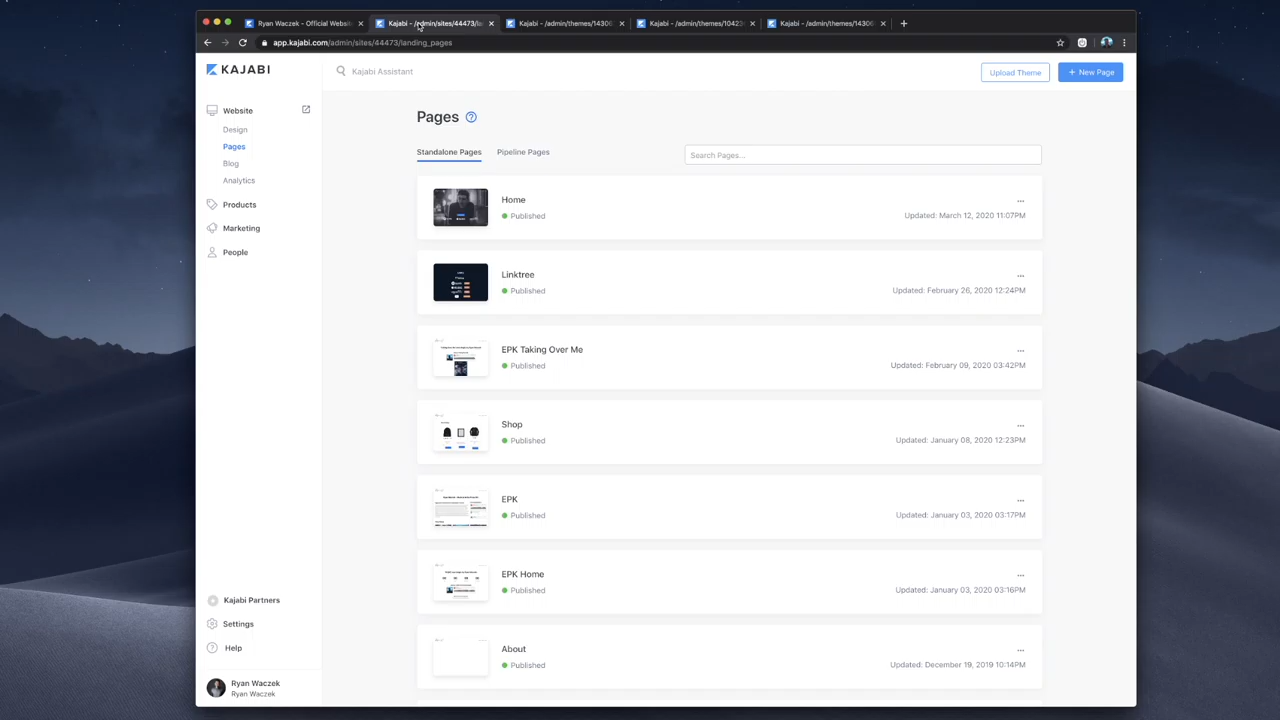 Ryan Waczek - Official Websit
Kajabi - /admin/sites/44473/la
Kajabi - /admin/themes/14306
Kajabi - /admin/themes/10423
Kajabi - /admin/themes/14306
app.kajabi.com/admin/sites/44473/landing_pages
KAJABI
Kajabi Assistant
Upload Theme
+ New Page
Website
Design
Pages
Blog
Analytics
Products
Marketing
People
Pages ?
Standalone Pages
Pipeline Pages
Search Pages...
Home
Published
Updated: March 12, 2020 11:07PM
Linktree
Published
Updated: February 26, 2020 12:24PM
EPK Taking Over Me
Published
Updated: February 09, 2020 03:42PM
Shop
Published
Updated: January 08, 2020 12:23PM
EPK
Published
Updated: January 03, 2020 03:17PM
EPK Home
Published
Updated: January 03, 2020 03:16PM
About
Published
Updated: December 19, 2019 10:14PM
Kajabi Partners
Settings
Help
Ryan Waczek
Ryan Waczek